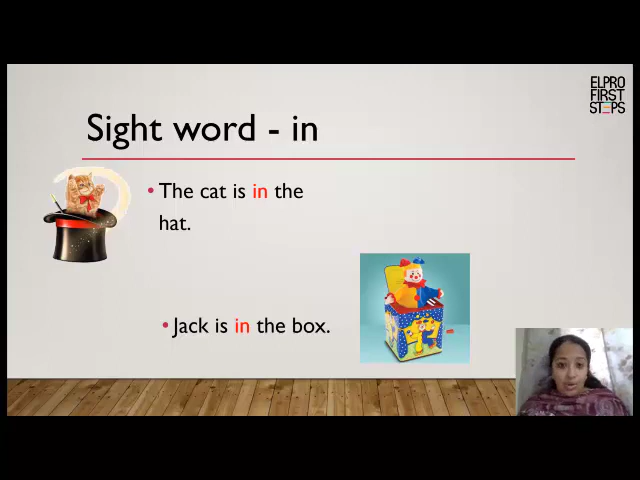 ELPRO
FIRST
STEPS
Sight word - in
• The cat is in the
hat.
• Jack is in the box.